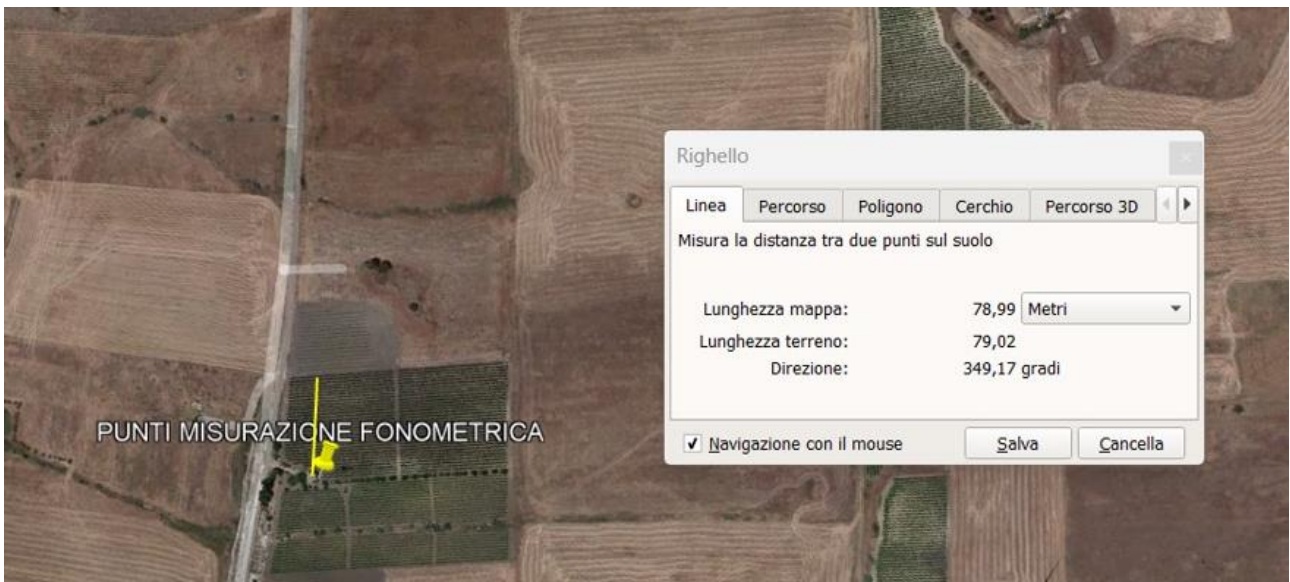 Righello
Linea Percorso Poligono Cerchio Percorso 3D
Misura la distanza tra due punti sul suolo
Lunghezza mappa: 78,99 Metri
Lunghezza terreno: 79,02
Direzione: 349,17 gradi
Navigazione con il mouse Salva Cancella
PUNTI MISURAZIONE FONOMETRICA